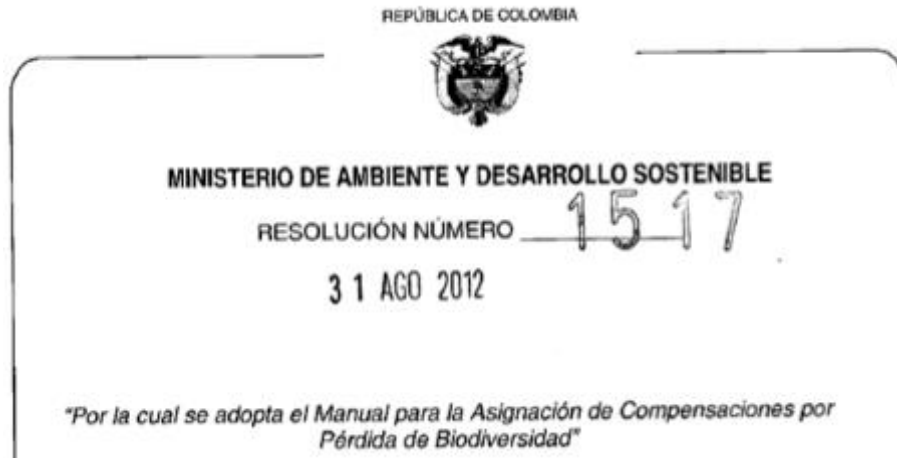 REPÚBLICA DE COLOMBIA
MINISTERIO DE AMBIENTE Y DESARROLLO SOSTENIBLE
RESOLUCIÓN NÚMERO 1517
31 AGO 2012
"Por la cual se adopta el Manual para la Asignación de Compensaciones por
Pérdida de Biodiversidad"